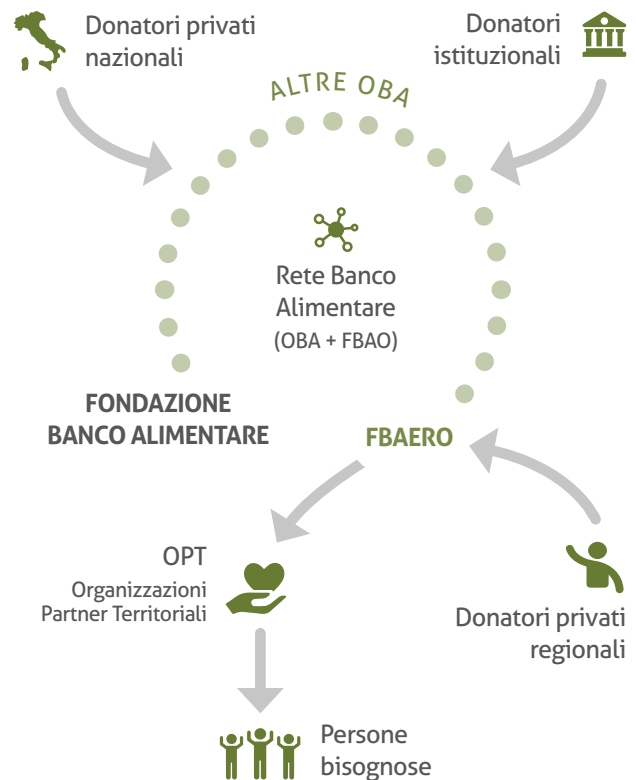 Donatori privati
nazionali
Donatori
istituzionali
ALTRE OBA
Rete Banco
Alimentare
(OBA + FBAO)
FONDAZIONE
BANCO ALIMENTARE
FBAERO
OPT
Organizzazioni
Partner Territoriali
Donatori privati
regionali
Persone
bisognose